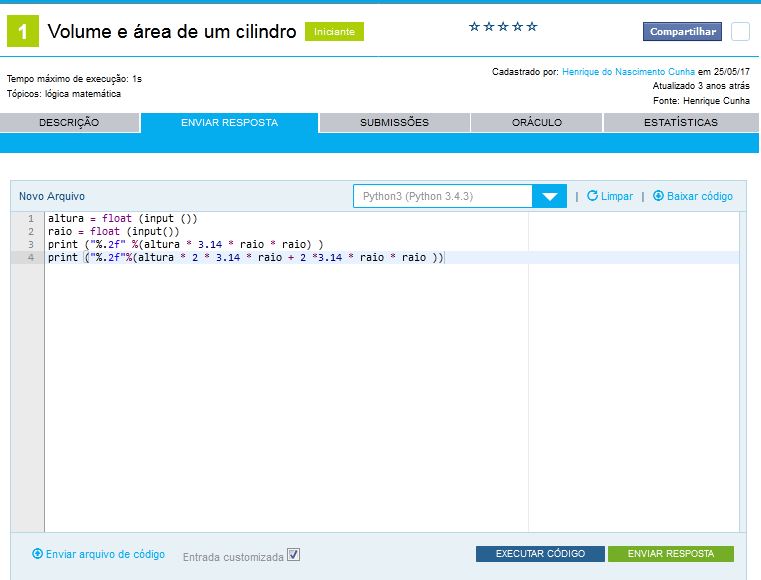 1 Volume e área de um cilindro Iniciante
Compartilhar
Tempo máximo de execução: 1s
Tópicos: lógica matemática
Cadastrado por: Henrique do Nascimento Cunha em 25/05/17
Atualizado 3 anos atrás
Fonte: Henrique Cunha
DESCRIÇÃO ENVIAR RESPOSTA SUBMISSÕES ORÁCULO ESTATÍSTICAS
Novo Arquivo Python3 (Python 3.4.3) | Limpar | Baixar código
1 altura = float (input ())
2 raio = float (input())
3 print ("%.2f" %(altura * 3.14 * raio * raio) )
4 print ("%.2f"%(altura * 2 * 3.14 * raio + 2 *3.14 * raio * raio ))
Enviar arquivo de código Entrada customizada EXECUTAR CÓDIGO ENVIAR RESPOSTA